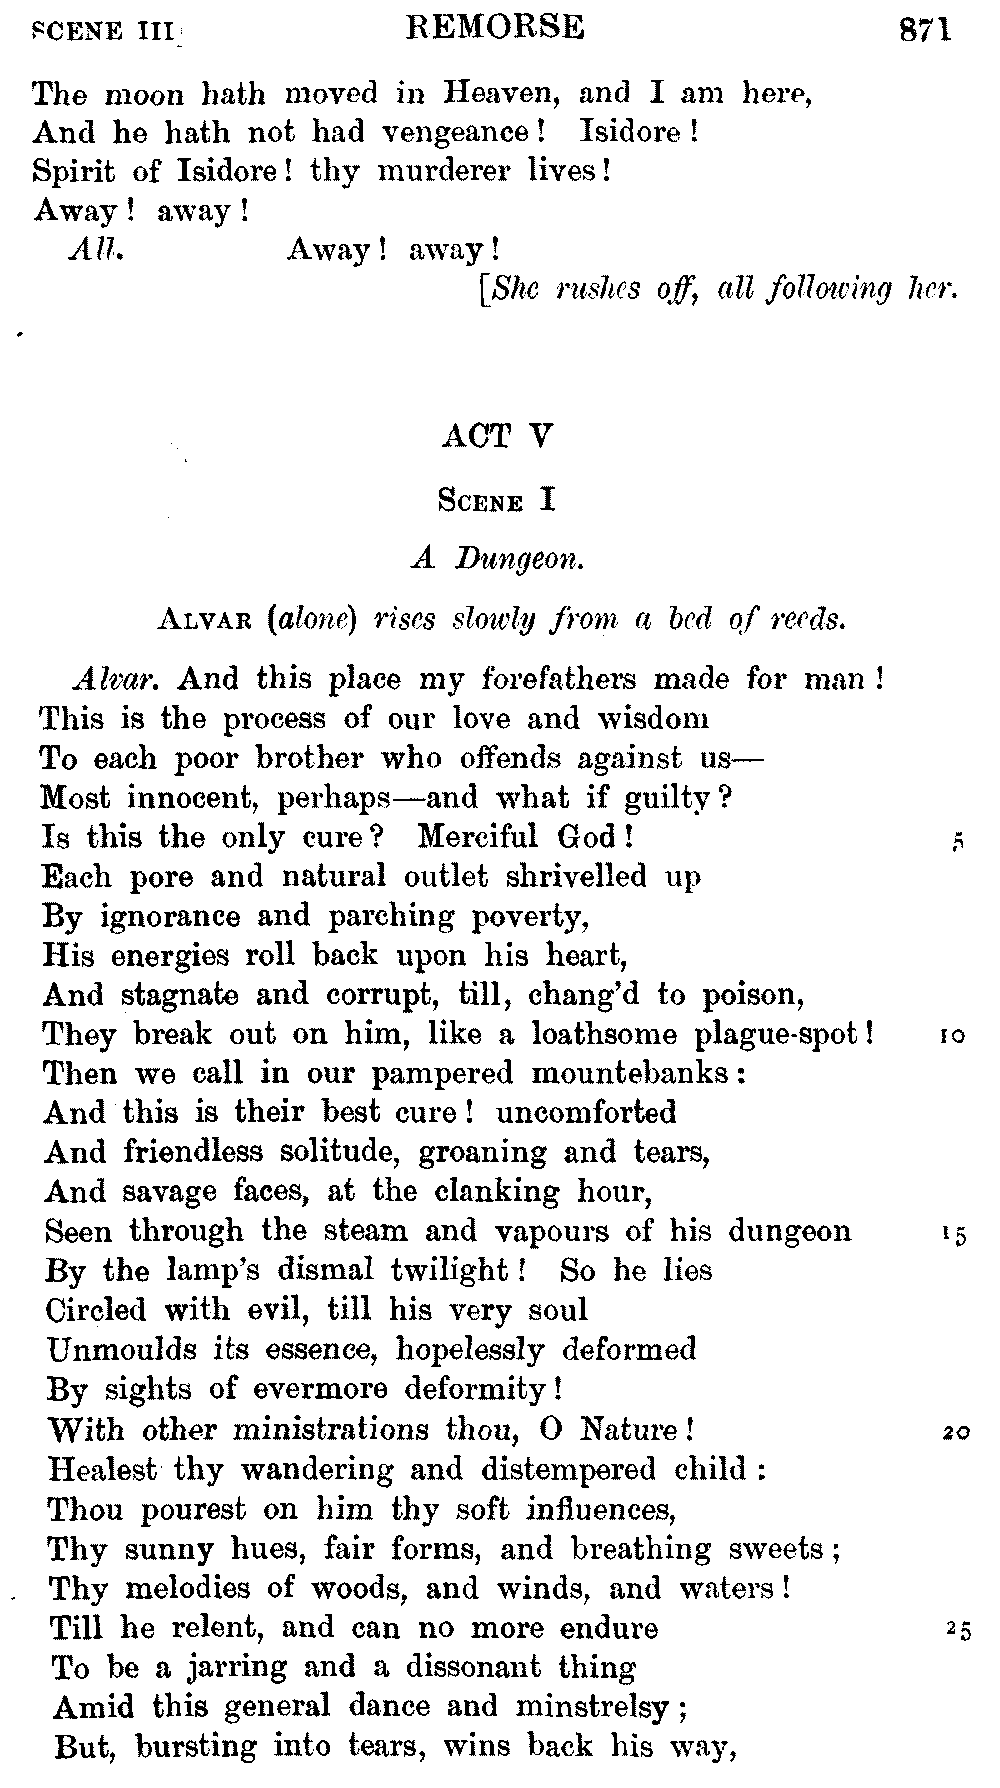 SCENE III REMORSE 871
The moon hath moved in Heaven, and I am here,
And he hath not had vengeance! Isidore!
Spirit of Isidore! thy murderer lives!
Away! away!
All. Away! away!
[She rushes off, all following her.
ACT V
SCENE I
A Dungeon.
ALVAR (alone) rises slowly from a bed of reeds.
Alvar. And this place my forefathers made for man!
This is the process of our love and wisdom
To each poor brother who offends against us—
Most innocent, perhaps—and what if guilty?
Is this the only cure? Merciful God! 5
Each pore and natural outlet shrivelled up
By ignorance and parching poverty,
His energies roll back upon his heart,
And stagnate and corrupt, till, chang'd to poison,
They break out on him, like a loathsome plague-spot! 10
Then we call in our pampered mountebanks:
And this is their best cure! uncomforted
And friendless solitude, groaning and tears,
And savage faces, at the clanking hour,
Seen through the steam and vapours of his dungeon 15
By the lamp's dismal twilight! So he lies
Circled with evil, till his very soul
Unmoulds its essence, hopelessly deformed
By sights of evermore deformity!
With other ministrations thou, O Nature! 20
Healest thy wandering and distempered child:
Thou pourest on him thy soft influences,
Thy sunny hues, fair forms, and breathing sweets;
Thy melodies of woods, and winds, and waters!
Till he relent, and can no more endure 25
To be a jarring and a dissonant thing
Amid this general dance and minstrelsy;
But, bursting into tears, wins back his way,